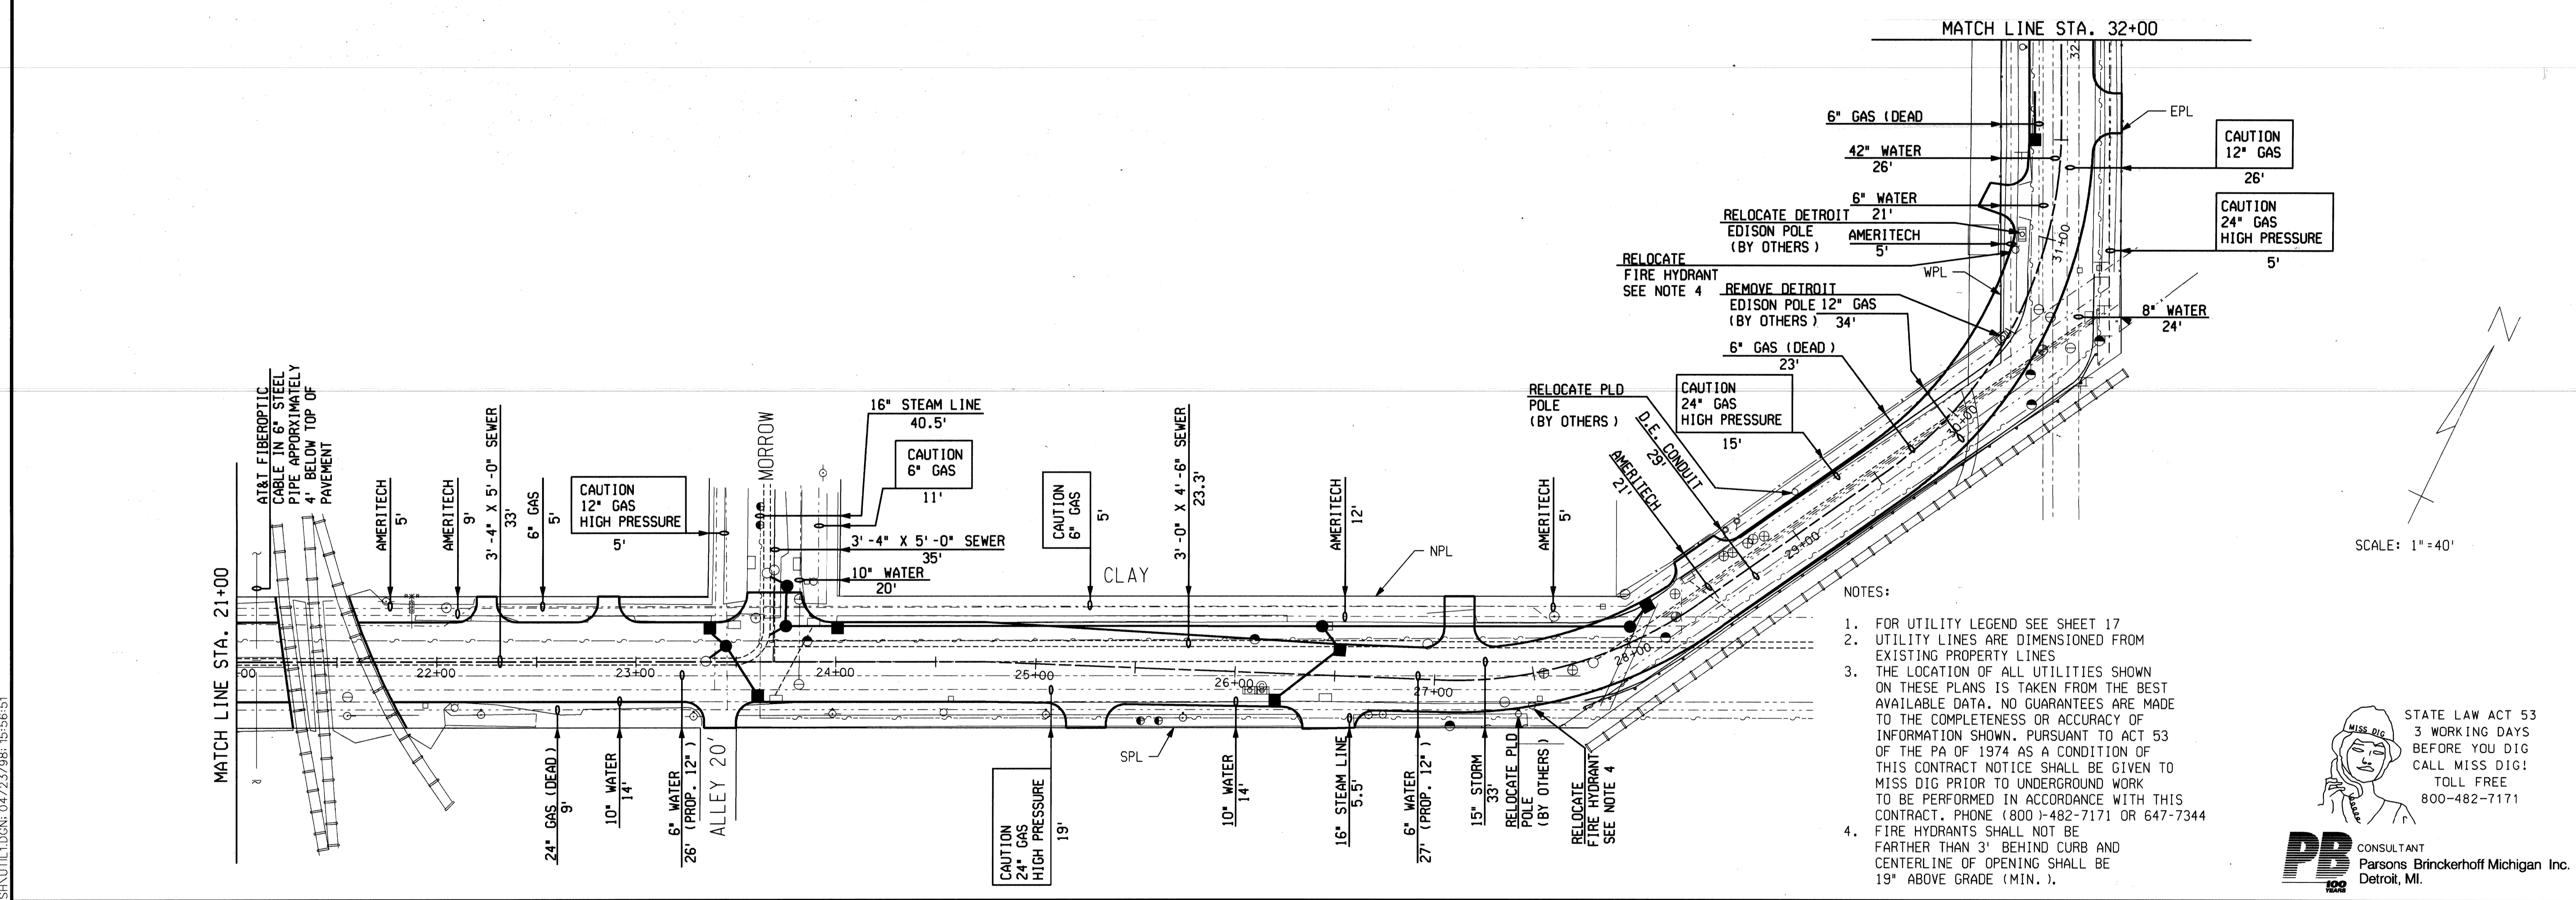 MATCH LINE STA. 32+00
32
6" GAS (DEAD
EPL
CAUTION
12" GAS
26'
42" WATER
26'
6" WATER
21'
CAUTION
24" GAS
HIGH PRESSURE
5'
RELOCATE DETROIT
EDISON POLE
(BY OTHERS)
AMERITECH
5'
31+00
RELOCATE
FIRE HYDRANT
SEE NOTE 4
WPL
REMOVE DETROIT
EDISON POLE
(BY OTHERS)
12" GAS
34'
8" WATER
24'
N
6" GAS (DEAD)
23'
30+00
RELOCATE PLD
POLE
(BY OTHERS)
CAUTION
24" GAS
HIGH PRESSURE
15'
D.E. CONDUIT
29'
AMERITECH
21'
29+00
SCALE: 1"=40'
AT&T FIBEROPTIC
CABLE IN 6" STEEL
PIPE APPORXIMATELY
4' BELOW TOP OF
PAVEMENT
AMERITECH
5'
AMERITECH
9'
3'-4" X 5'-0" SEWER
33'
6" GAS
5'
CAUTION
12" GAS
HIGH PRESSURE
5'
MORROW
16" STEAM LINE
40.5'
CAUTION
6" GAS
11'
3'-4" X 5'-0" SEWER
35'
10" WATER
20'
CAUTION
6" GAS
5'
CLAY
3'-0" X 4'-6" SEWER
23.3'
AMERITECH
12'
NPL
AMERITECH
5'
MATCH LINE STA. 21+00
00
22+00
23+00
24+00
25+00
26+00
27+00
28+00
SPL
24" GAS (DEAD)
9'
10" WATER
14'
6" WATER
26' (PROP. 12")
ALLEY 20'
CAUTION
24" GAS
HIGH PRESSURE
19'
10" WATER
14'
16" STEAM LINE
5.5'
6" WATER
27' (PROP. 12")
15" STORM
33'
RELOCATE PLD
POLE
(BY OTHERS)
RELOCATE
FIRE HYDRANT
SEE NOTE 4
NOTES:
1. FOR UTILITY LEGEND SEE SHEET 17
2. UTILITY LINES ARE DIMENSIONED FROM
EXISTING PROPERTY LINES
3. THE LOCATION OF ALL UTILITIES SHOWN
ON THESE PLANS IS TAKEN FROM THE BEST
AVAILABLE DATA. NO GUARANTEES ARE MADE
TO THE COMPLETENESS OR ACCURACY OF
INFORMATION SHOWN. PURSUANT TO ACT 53
OF THE PA OF 1974 AS A CONDITION OF
THIS CONTRACT NOTICE SHALL BE GIVEN TO
MISS DIG PRIOR TO UNDERGROUND WORK
TO BE PERFORMED IN ACCORDANCE WITH THIS
CONTRACT. PHONE (800)-482-7171 OR 647-7344
4. FIRE HYDRANTS SHALL NOT BE
FARTHER THAN 3' BEHIND CURB AND
CENTERLINE OF OPENING SHALL BE
19" ABOVE GRADE (MIN.).
MISS DIG
STATE LAW ACT 53
3 WORKING DAYS
BEFORE YOU DIG
CALL MISS DIG!
TOLL FREE
800-482-7171
PB
100
YEARS
CONSULTANT
Parsons Brinckerhoff Michigan Inc.
Detroit, MI.